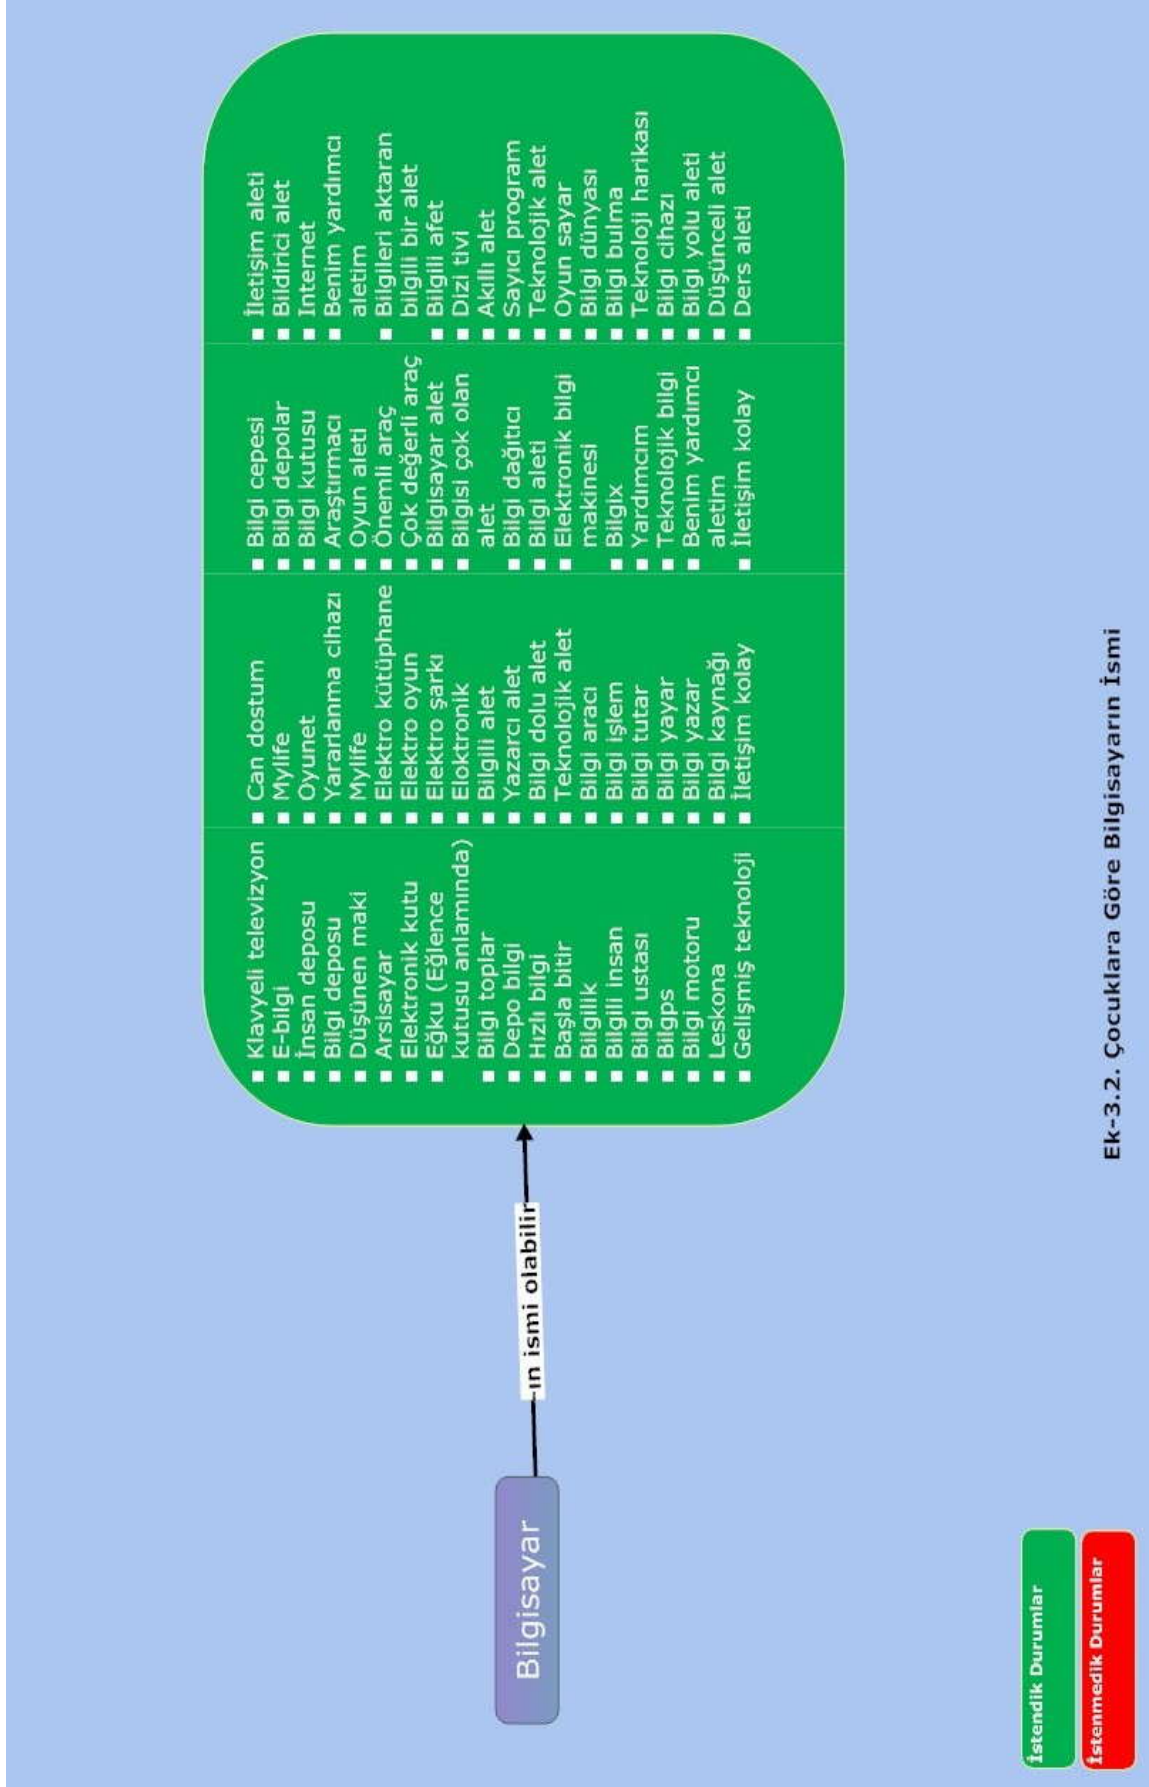 Bilgisayar
-ın ismi olabilir
▪ Klavyeli televizyon
▪ E-bilgi
▪ İnsan deposu
▪ Bilgi deposu
▪ Düşünen maki
▪ Arsisayar
▪ Elektronik kutu
▪ Eğku (Eğlence
kutusu anlamında)
▪ Bilgi toplar
▪ Depo bilgi
▪ Hızlı bilgi
▪ Başla bitir
▪ Bilgilik
▪ Bilgili insan
▪ Bilgi ustası
▪ Bilgps
▪ Bilgi motoru
▪ Leskona
▪ Gelişmiş teknoloji
▪ Can dostum
▪ Mylife
▪ Oyunet
▪ Yararlanma cihazı
▪ Mylife
▪ Elektro kütüphane
▪ Elektro oyun
▪ Elektro şarkı
▪ Eloktronik
▪ Bilgili alet
▪ Yazarcı alet
▪ Bilgi dolu alet
▪ Teknolojik alet
▪ Bilgi aracı
▪ Bilgi işlem
▪ Bilgi tutar
▪ Bilgi yayar
▪ Bilgi yazar
▪ Bilgi kaynağı
▪ İletişim kolay
▪ Bilgi cepesi
▪ Bilgi depolar
▪ Bilgi kutusu
▪ Araştırmacı
▪ Oyun aleti
▪ Önemli araç
▪ Çok değerli araç
▪ Bilgisayar alet
▪ Bilgisi çok olan
alet
▪ Bilgi dağıtıcı
▪ Bilgi aleti
▪ Elektronik bilgi
makinesi
▪ Bilgix
▪ Yardımcım
▪ Teknolojik bilgi
▪ Benim yardımcı
aletim
▪ İletişim kolay
▪ İletişim aleti
▪ Bildirici alet
▪ Internet
▪ Benim yardımcı
aletim
▪ Bilgileri aktaran
bilgili bir alet
▪ Bilgili afet
▪ Dizi tivi
▪ Akıllı alet
▪ Sayıcı program
▪ Teknolojik alet
▪ Oyun sayar
▪ Bilgi dünyası
▪ Bilgi bulma
▪ Teknoloji harikası
▪ Bilgi cihazı
▪ Bilgi yolu aleti
▪ Düşünceli alet
▪ Ders aleti
İstendik Durumlar
İstenmedik Durumlar
Ek-3.2. Çocuklara Göre Bilgisayarın İsmi